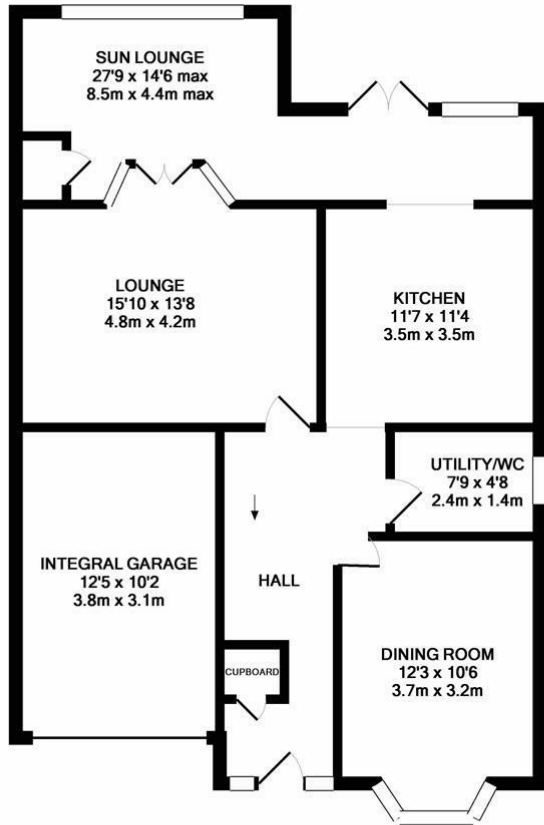 SUN LOUNGE
27'9 x 14'6 max
8.5m x 4.4m max
LOUNGE
15'10 x 13'8
4.8m x 4.2m
KITCHEN
11'7 x 11'4
3.5m x 3.5m
UTILITY/WC
7'9 x 4'8
2.4m x 1.4m
INTEGRAL GARAGE
12'5 x 10'2
3.8m x 3.1m
HALL
CUPBOARD
DINING ROOM
12'3 x 10'6
3.7m x 3.2m